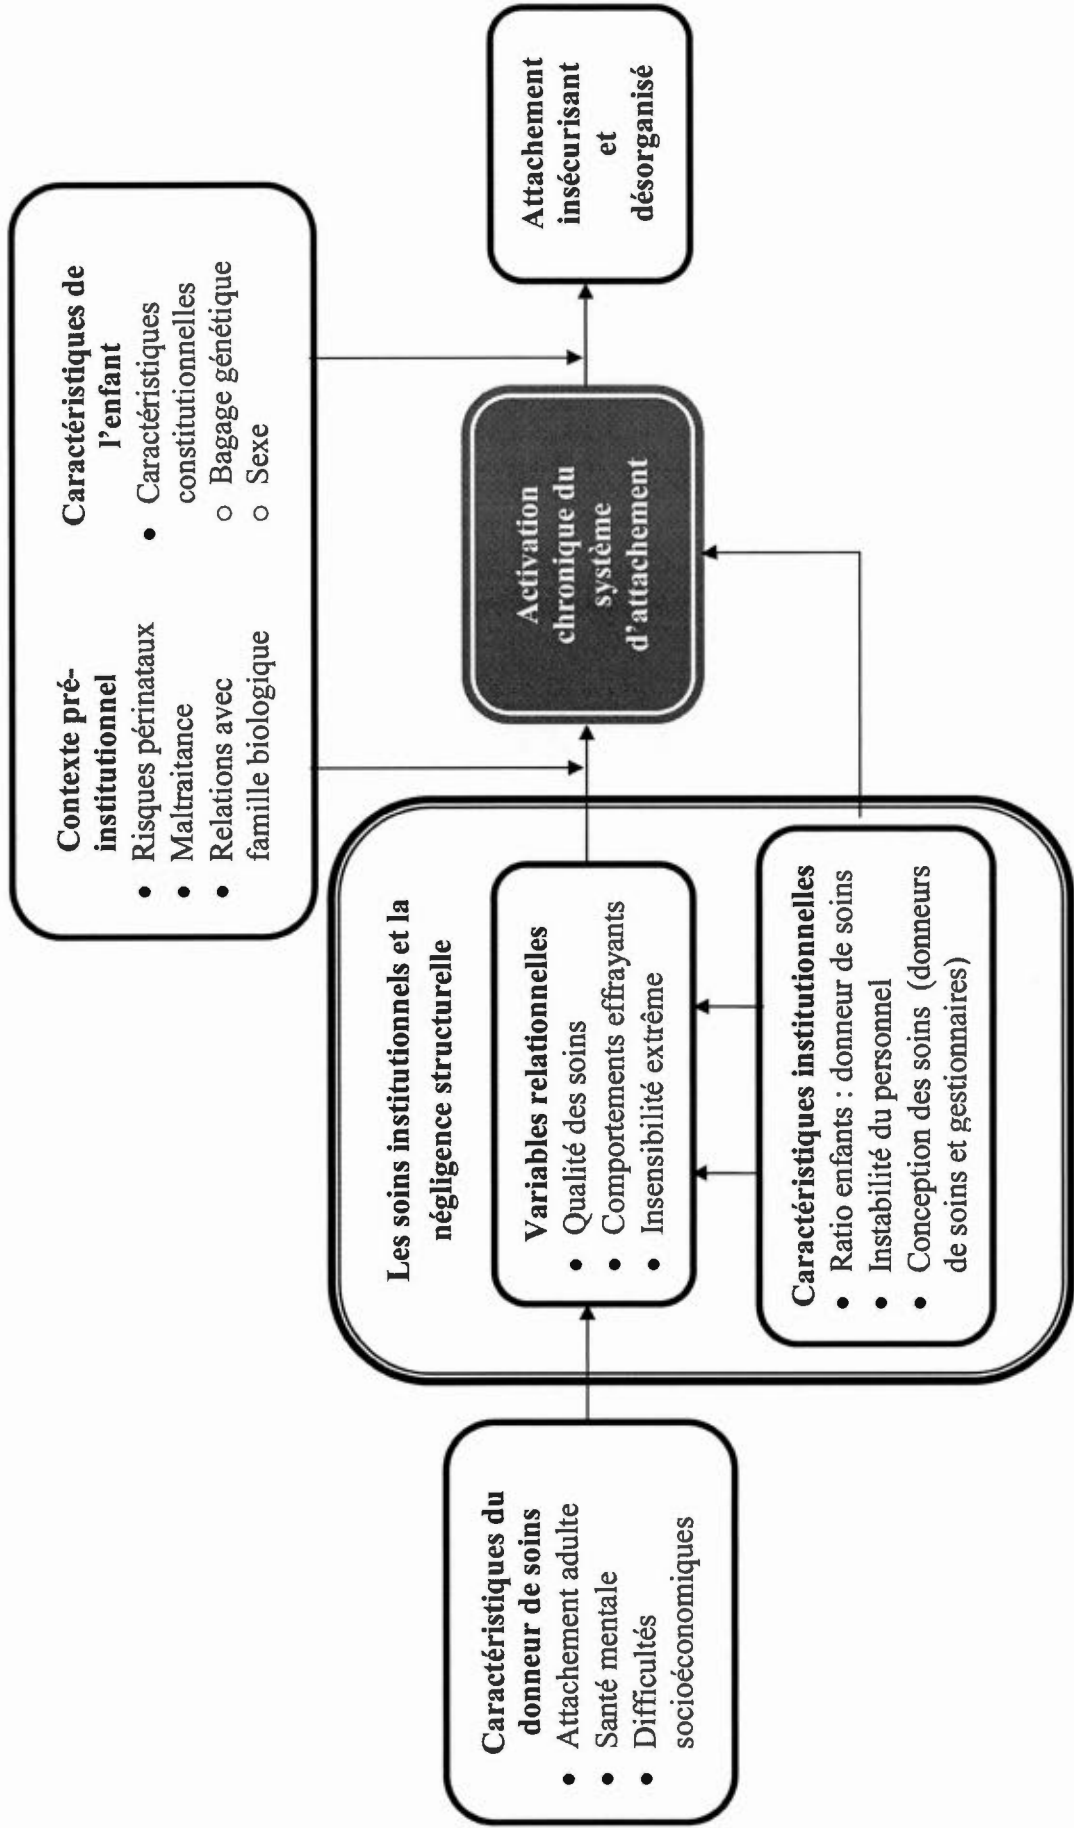 Contexte pré-
institutionnel
• Risques périnataux
• Maltraitance
• Relations avec
famille biologique
Caractéristiques de
l'enfant
• Caractéristiques
constitutionnelles
○ Bagage génétique
○ Sexe
Caractéristiques du
donneur de soins
• Attachement adulte
• Santé mentale
• Difficultés
socioéconomiques
Les soins institutionnels et la
négligence structurelle
Variables relationnelles
• Qualité des soins
• Comportements effrayants
• Insensibilité extrême
Caractéristiques institutionnelles
• Ratio enfants : donneur de soins
• Instabilité du personnel
• Conception des soins (donneurs
de soins et gestionnaires)
Activation
chronique du
système
d'attachement
Attachement
insécurisant
et
désorganisé